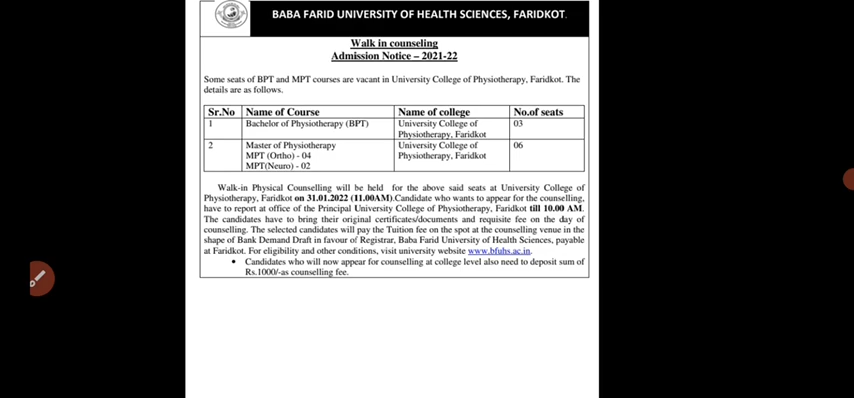 BABA FARID UNIVERSITY OF HEALTH SCIENCES, FARIDKOT.
Walk in counseling
Admission Notice – 2021-22
Some seats of BPT and MPT courses are vacant in University College of Physiotherapy, Faridkot. The
details are as follows.
Sr.No Name of Course Name of college No.of seats
1 Bachelor of Physiotherapy (BPT) University College of Physiotherapy, Faridkot 03
2 Master of Physiotherapy University College of 06
MPT (Ortho) - 04 Physiotherapy, Faridkot
MPT(Neuro) - 02
Walk-in Physical Counselling will be held for the above said seats at University College of
Physiotherapy, Faridkot on 31.01.2022 (11.00AM).Candidate who wants to appear for the counselling,
have to report at office of the Principal University College of Physiotherapy, Faridkot till 10.00 AM.
The candidates have to bring their original certificates/documents and requisite fee on the day of
counselling. The selected candidates will pay the Tuition fee on the spot at the counselling venue in the
shape of Bank Demand Draft in favour of Registrar, Baba Farid University of Health Sciences, payable
at Faridkot. For eligibility and other conditions, visit university website www.bfuhs.ac.in.
• Candidates who will now appear for counselling at college level also need to deposit sum of
Rs.1000/-as counselling fee.